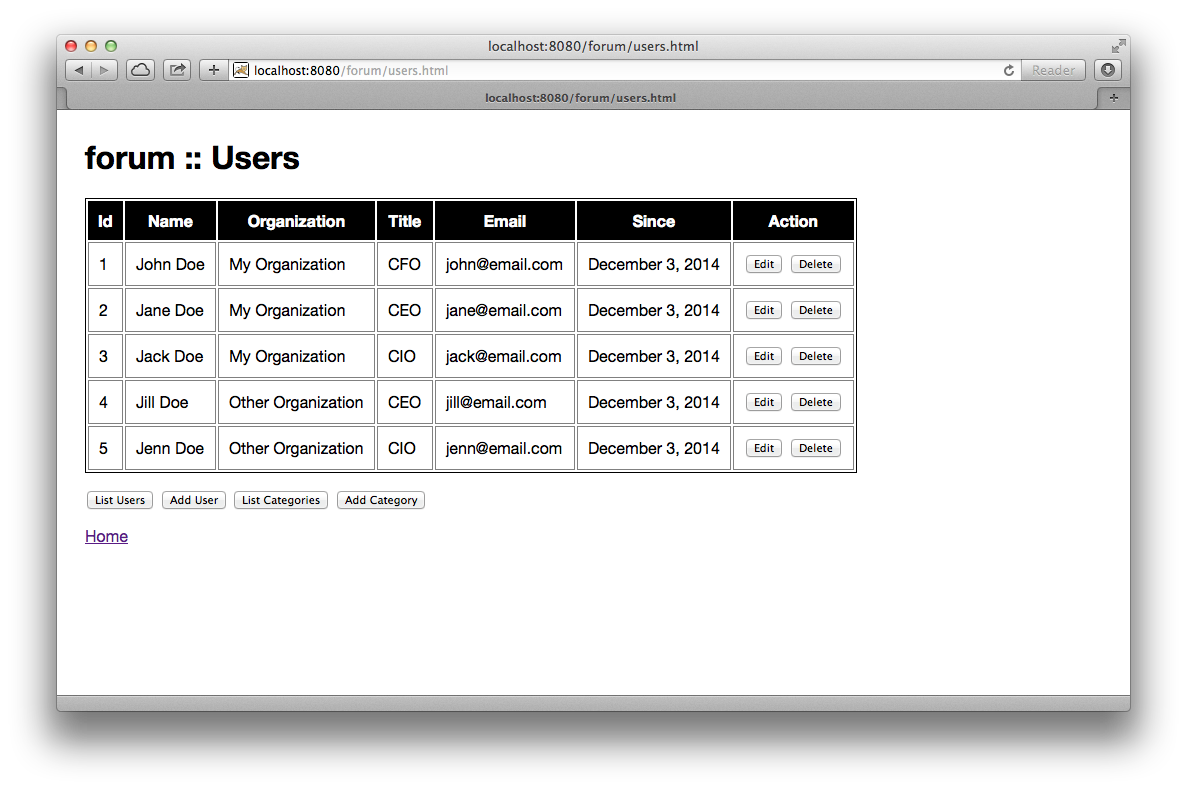 localhost:8080/forum/users.html
localhost:8080/forum/users.html Reader
localhost:8080/forum/users.html
forum :: Users
Id Name Organization Title Email Since Action
1 John Doe My Organization CFO john@email.com December 3, 2014 Edit Delete
2 Jane Doe My Organization CEO jane@email.com December 3, 2014 Edit Delete
3 Jack Doe My Organization CIO jack@email.com December 3, 2014 Edit Delete
4 Jill Doe Other Organization CEO jill@email.com December 3, 2014 Edit Delete
5 Jenn Doe Other Organization CIO jenn@email.com December 3, 2014 Edit Delete
List Users Add User List Categories Add Category
Home